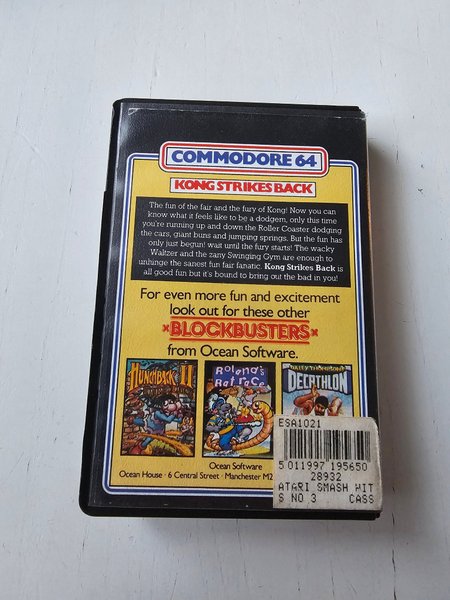 COMMODORE 64
KONG STRIKES BACK
The fun of the fair and the fury of Kong! Now you can
know what it feels like to be a dodgem, only this time
you're running up and down the Roller Coaster dodging
the cars, giant buns and jumping springs. But the fun has
only just begun! wait until the fury starts! The wacky
Waltzer and the zany Swinging Gym are enough to
unhinge the sanest fun fair fanatic. Kong Strikes Back is
all good fun but it's bound to bring out the bad in you!
For even more fun and excitement
look out for these other
*BLOCKBUSTERS*
from Ocean Software.
HUNCHBACK II
Roland's
Rat race
DALEY THOMPSON'S
DECATHLON
Ocean Software
Ocean House · 6 Central Street · Manchester M2
ESA1021
5 011997 195650
28932
ATARI SMASH HIT
S NO 3 CASS